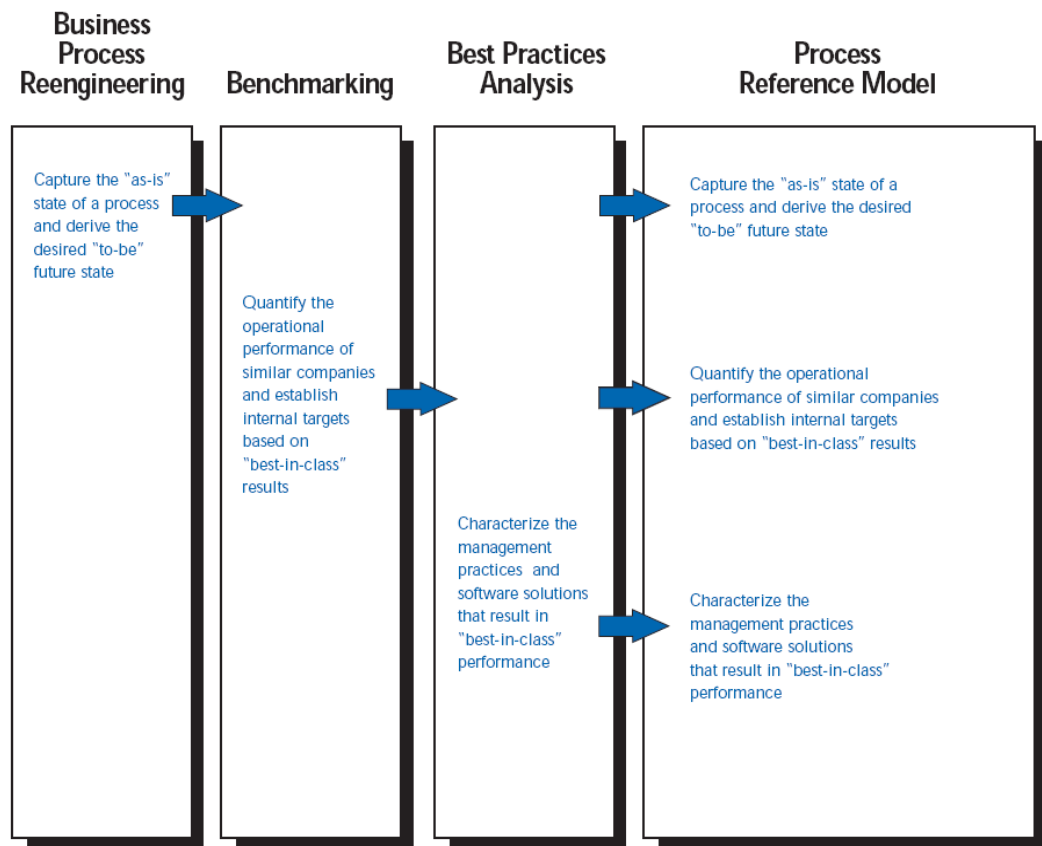 Business
Process
Reengineering
Benchmarking
Best Practices
Analysis
Process
Reference Model
Capture the “as-is”
state of a process
and derive the
desired “to-be”
future state
Quantify the
operational
performance of
similar companies
and establish
internal targets
based on
“best-in-class”
results
Characterize the
management
practices and
software solutions
that result in
“best-in-class”
performance
Capture the “as-is” state of a
process and derive the desired
“to-be” future state
Quantify the operational
performance of similar companies
and establish internal targets
based on “best-in-class” results
Characterize the
management practices
and software solutions
that result in “best-in-class”
performance